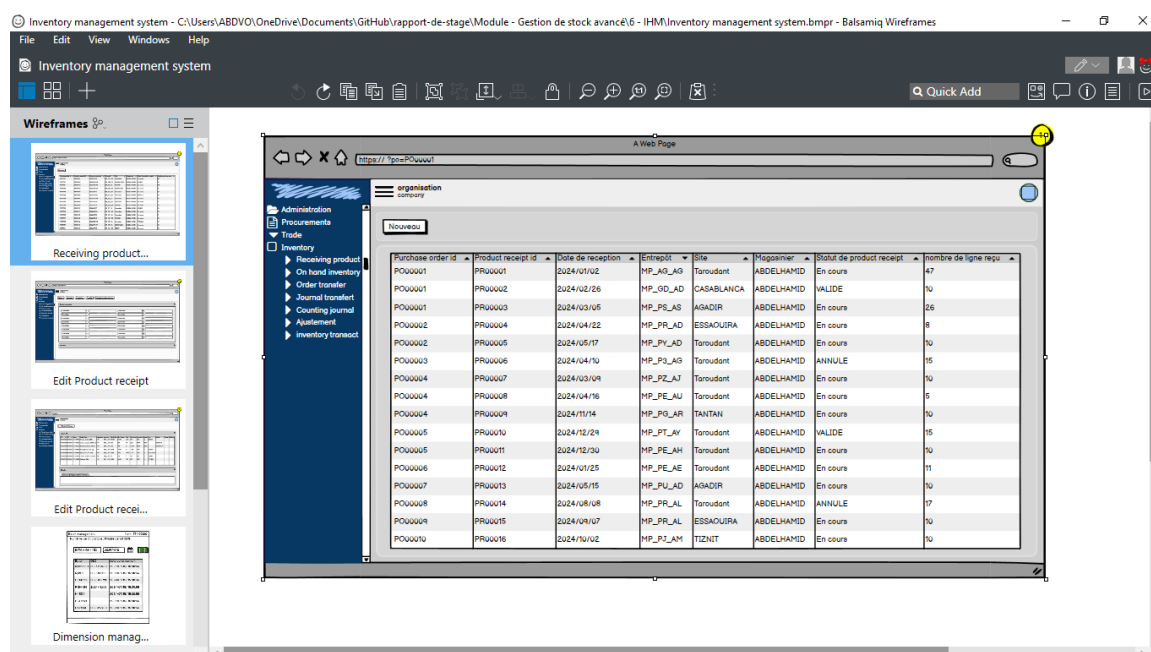 Inventory management system - C:\Users\ABDVO\OneDrive\Documents\GitHub\rapport-de-stage\Module - Gestion de stock avancé\6 - IHM\Inventory management system.bmpr - Balsamiq Wireframes
File Edit View Windows Help
Inventory management system
Quick Add
Wireframes
Receiving product...
Edit Product receipt
Edit Product recei...
Dimension manag...
A Web Page
https:// ?po=PO00001
organisation
company
Administration
Procurements
Trade
Inventory
Receiving product
On hand inventory
Order transfer
Journal transfert
Counting journal
Ajustement
inventory transact
Nouveau
Purchase order id Product receipt id Date de reception Entrepôt Site Magasinier Statut de product receipt nombre de ligne reçu
PO00001 PR00001 2024/01/02 MP_AG_AG Taroudant ABDELHAMID En cours 47
PO00001 PR00002 2024/02/26 MP_GD_AD CASABLANCA ABDELHAMID VALIDE 10
PO00001 PR00003 2024/03/05 MP_PS_AS AGADIR ABDELHAMID En cours 26
PO00002 PR00004 2024/04/22 MP_PR_AD ESSAOUIRA ABDELHAMID En cours 8
PO00002 PR00005 2024/05/17 MP_PY_AD Taroudant ABDELHAMID En cours 10
PO00003 PR00006 2024/04/10 MP_P3_AG Taroudant ABDELHAMID ANNULE 15
PO00004 PR00007 2024/03/09 MP_PZ_AJ Taroudant ABDELHAMID En cours 10
PO00004 PR00008 2024/04/16 MP_PE_AU Taroudant ABDELHAMID En cours 5
PO00004 PR00009 2024/11/14 MP_PG_AR TANTAN ABDELHAMID En cours 10
PO00005 PR00010 2024/12/29 MP_PT_AY Taroudant ABDELHAMID VALIDE 15
PO00005 PR00011 2024/12/30 MP_PE_AH Taroudant ABDELHAMID En cours 10
PO00006 PR00012 2024/01/25 MP_PE_AE Taroudant ABDELHAMID En cours 11
PO00007 PR00013 2024/05/15 MP_PU_AD AGADIR ABDELHAMID En cours 10
PO00008 PR00014 2024/08/08 MP_PR_AL Taroudant ABDELHAMID ANNULE 17
PO00009 PR00015 2024/09/07 MP_PR_AL ESSAOUIRA ABDELHAMID En cours 10
PO00010 PR00016 2024/10/02 MP_PJ_AM TIZNIT ABDELHAMID En cours 10